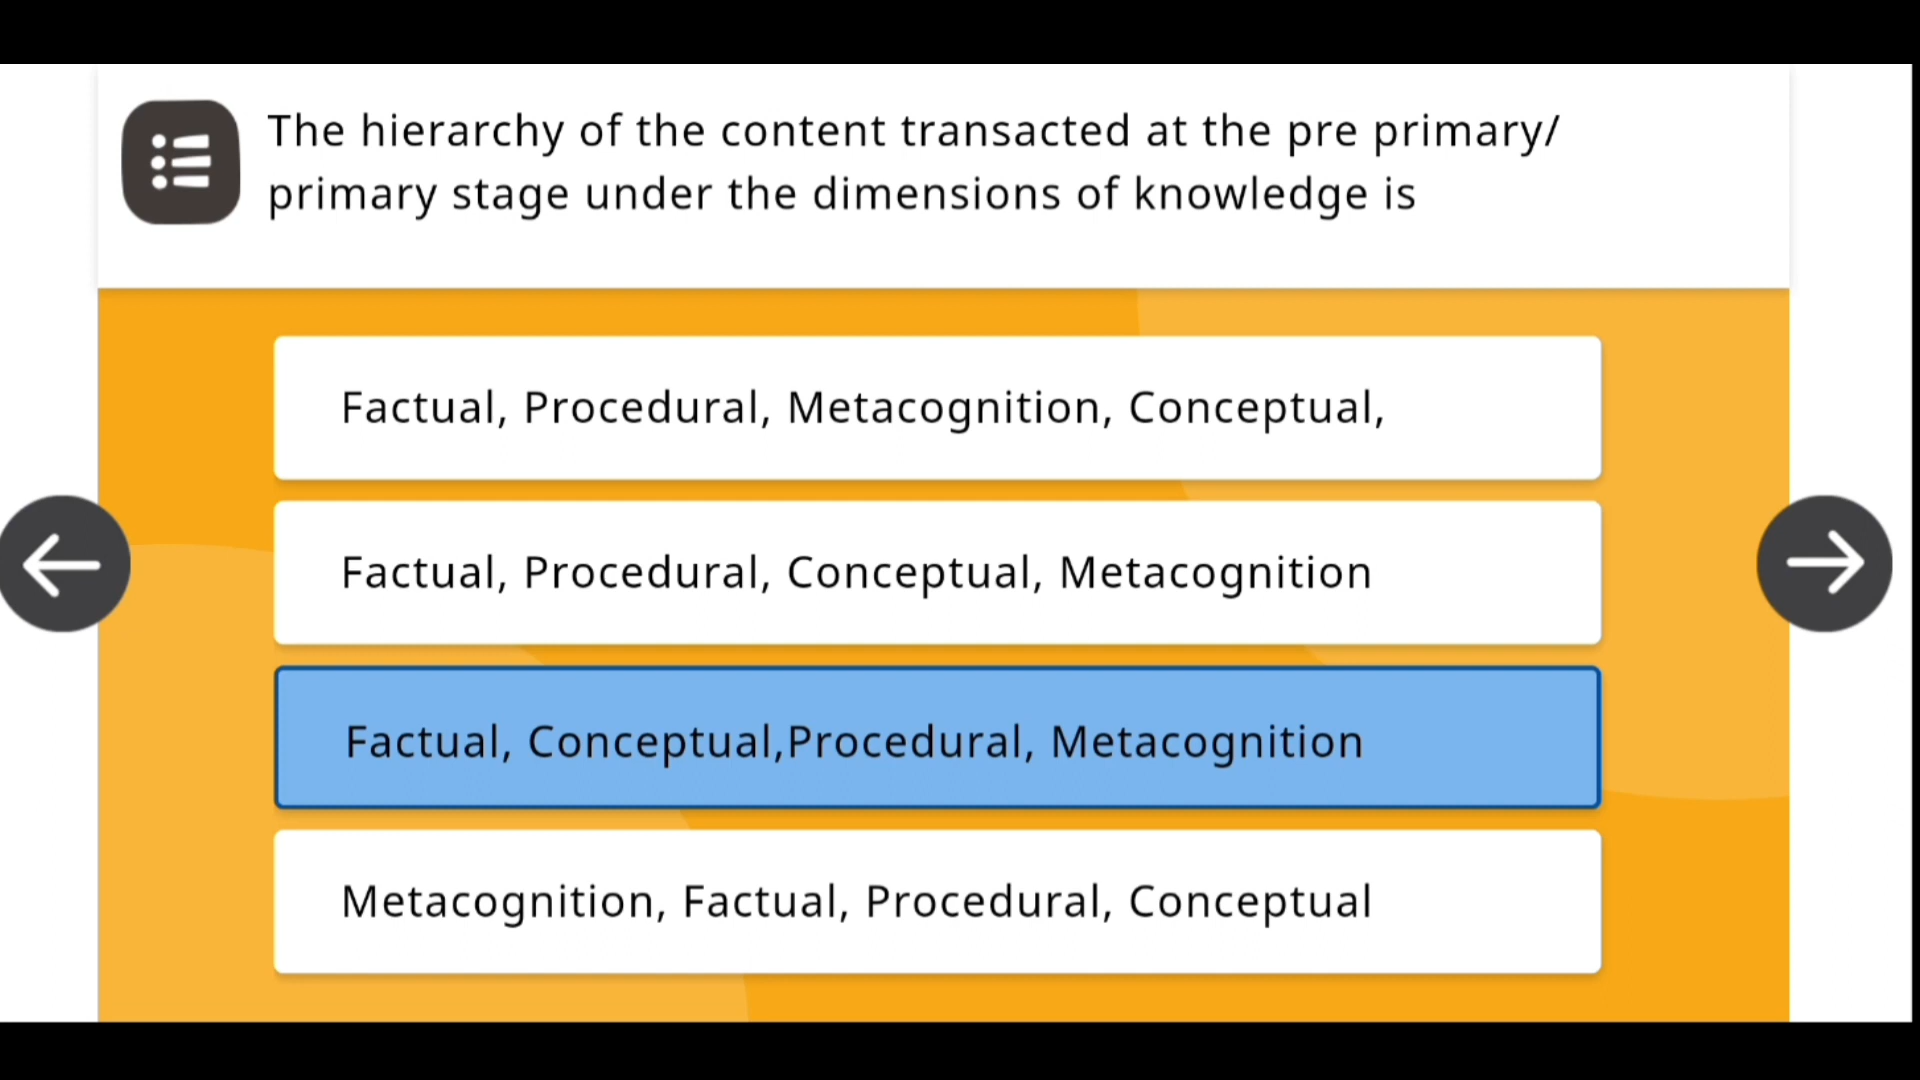 The hierarchy of the content transacted at the pre primary/
primary stage under the dimensions of knowledge is
Factual, Procedural, Metacognition, Conceptual,
Factual, Procedural, Conceptual, Metacognition
Factual, Conceptual,Procedural, Metacognition
Metacognition, Factual, Procedural, Conceptual